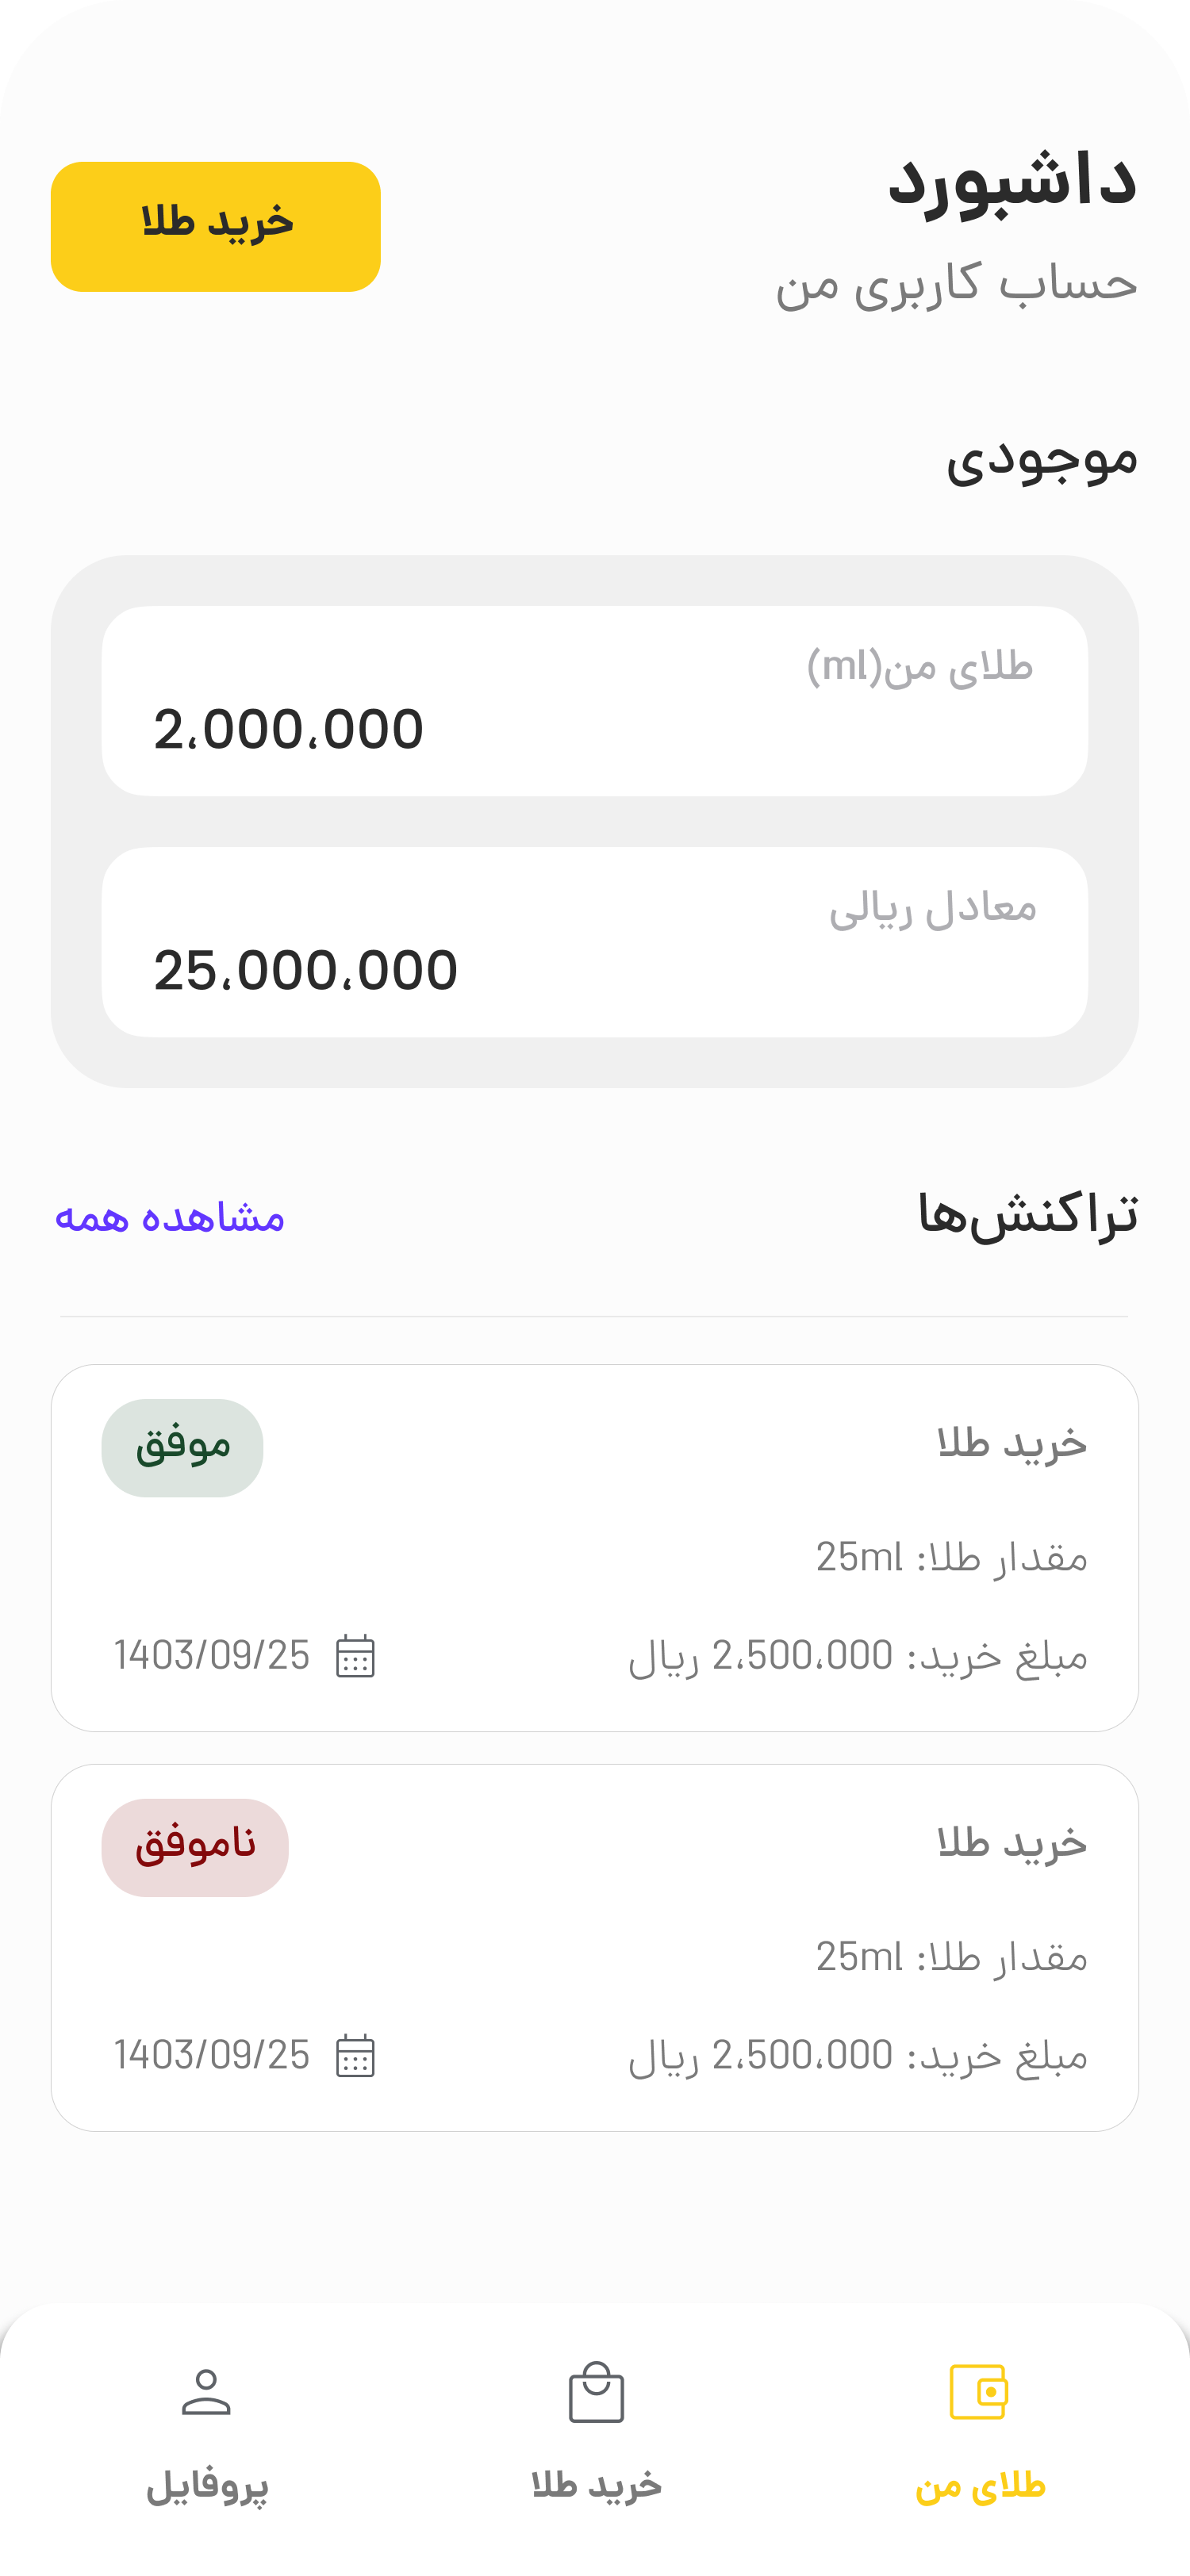 داشبورد
خرید طلا
حساب کاربری من
موجودی
طلای من(ml)
2،000،000
معادل ریالی
25،000،000
تراکنش‌ها
مشاهده همه
خرید طلا
موفق
مقدار طلا: 25ml
مبلغ خرید: 2،500،000 ریال
1403/09/25
خرید طلا
ناموفق
مقدار طلا: 25ml
مبلغ خرید: 2،500،000 ریال
1403/09/25
طلای من
خرید طلا
پروفایل